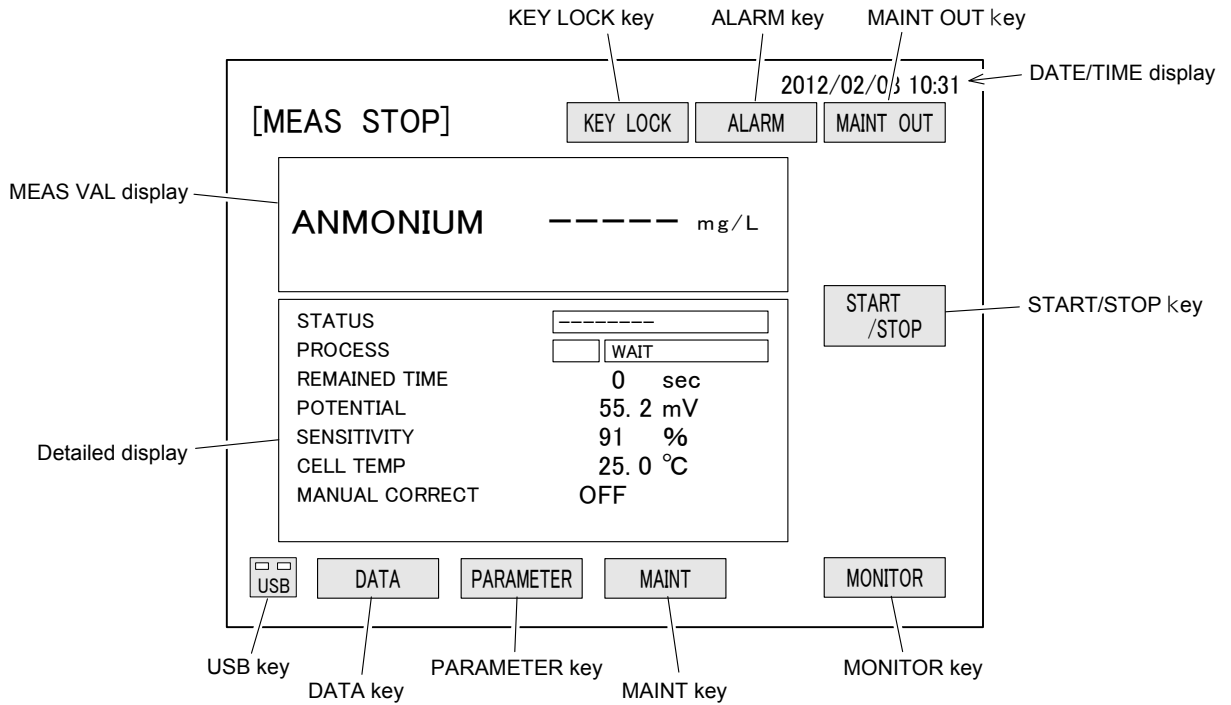 KEY LOCK key ALARM key MAINT OUT key
2012/02/03 10:31 DATE/TIME display
[MEAS STOP] KEY LOCK ALARM MAINT OUT
MEAS VAL display
ANMONIUM ----- mg/L
START
/STOP
START/STOP key
STATUS --------
PROCESS WAIT
REMAINED TIME 0 sec
POTENTIAL 55.2 mV
SENSITIVITY 91 %
CELL TEMP 25.0 ℃
MANUAL CORRECT OFF
Detailed display
USB DATA PARAMETER MAINT MONITOR
USB key PARAMETER key MONITOR key
DATA key MAINT key